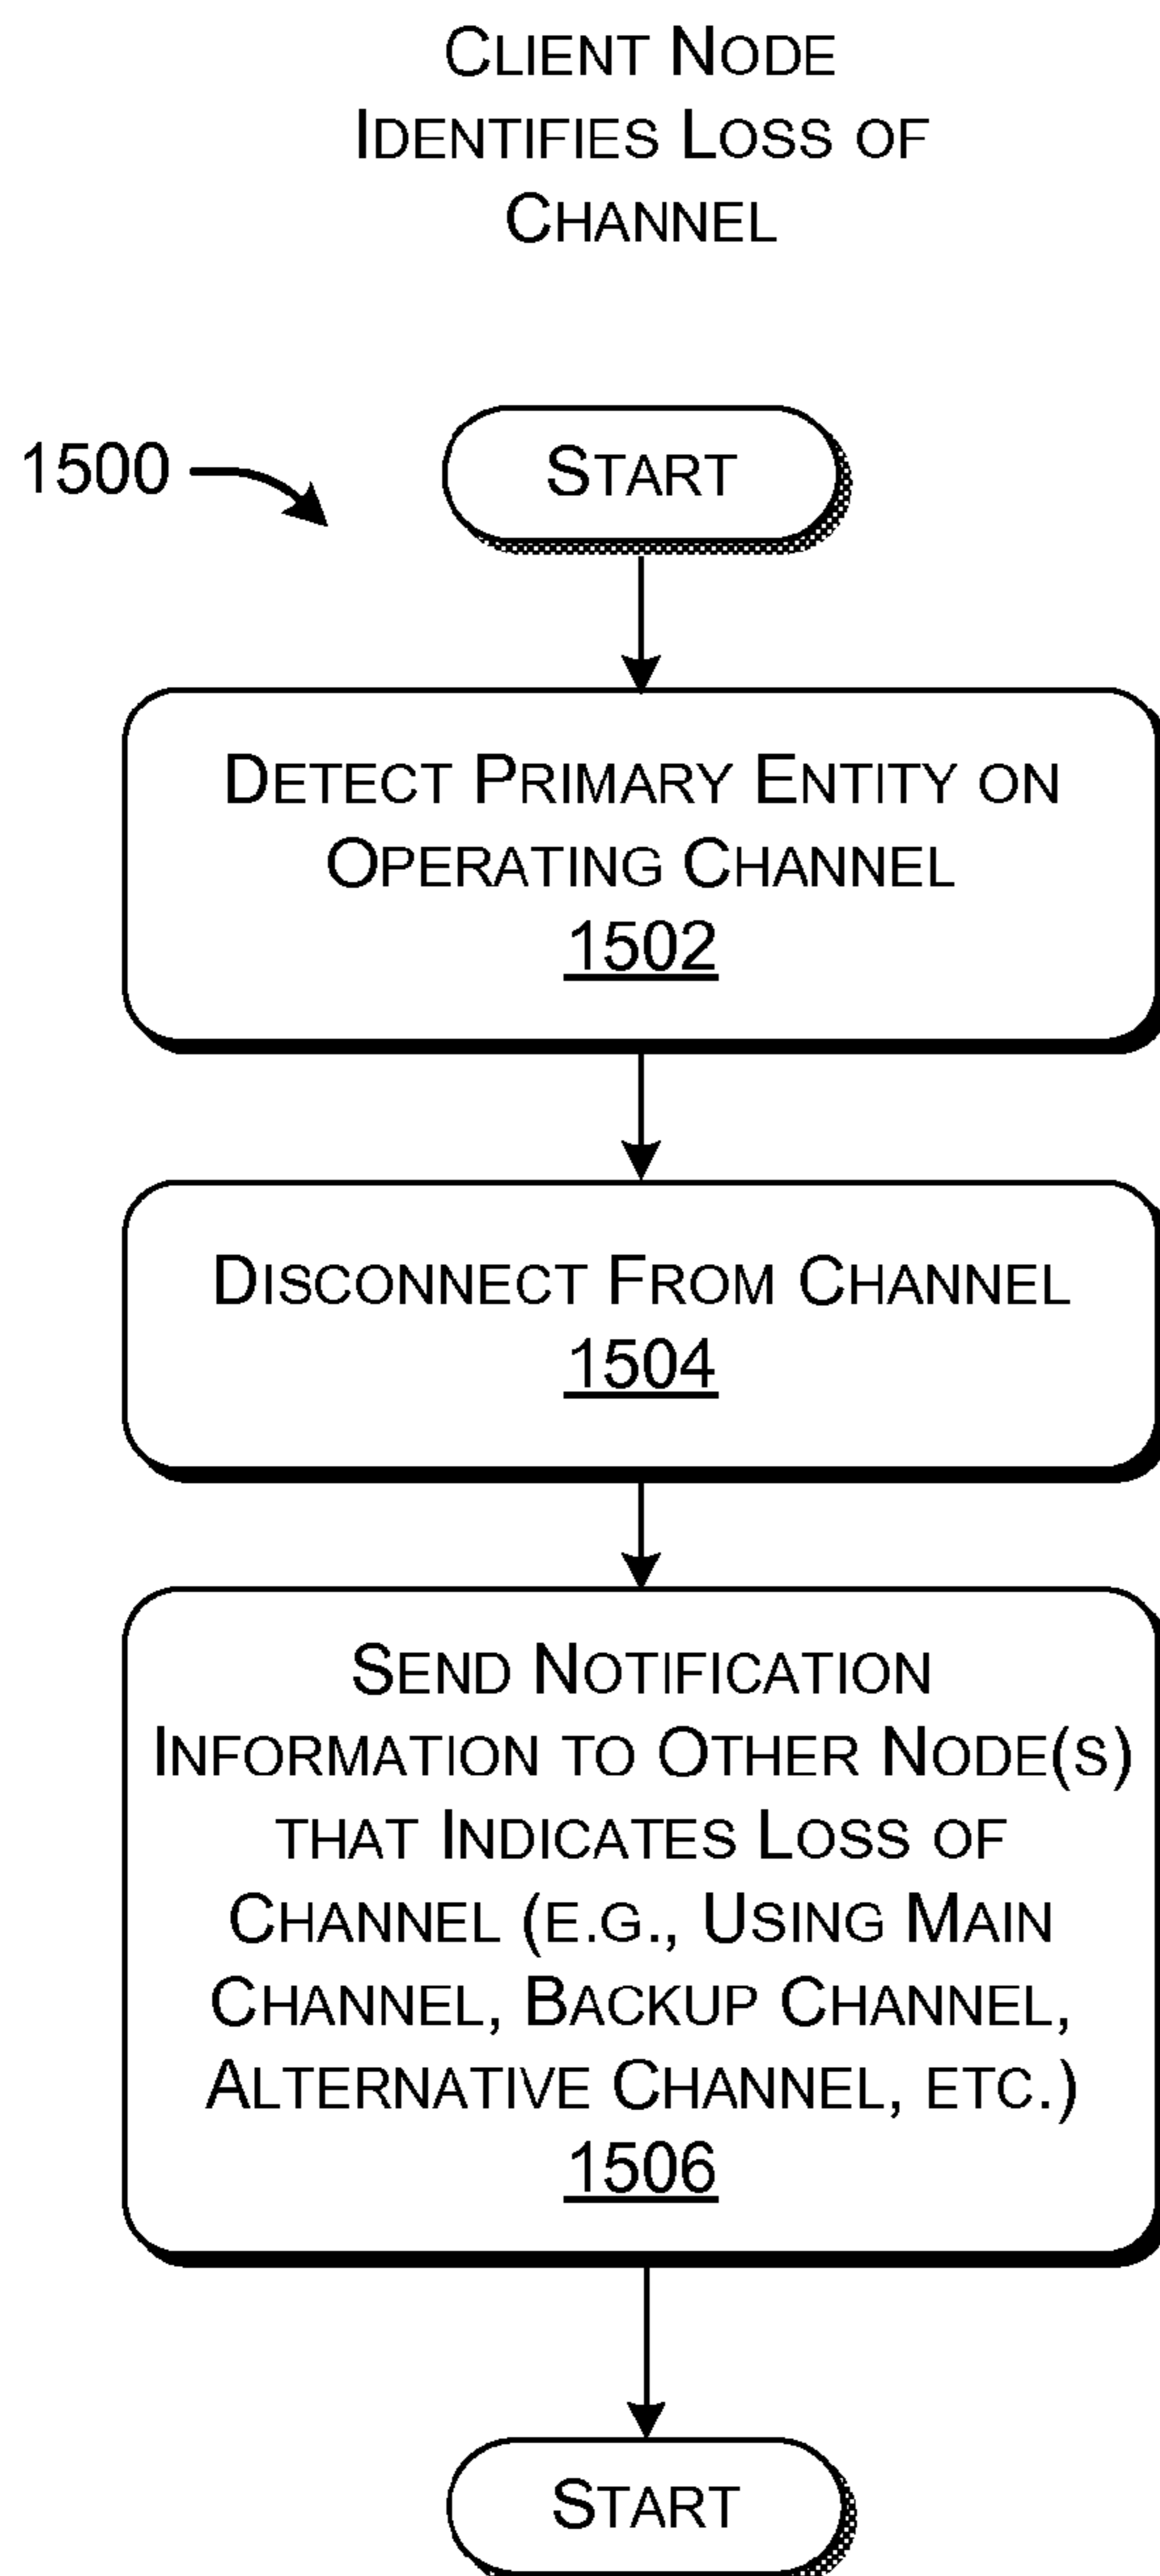 CLIENT NODE
IDENTIFIES LOSS OF
CHANNEL
1500
START
DETECT PRIMARY ENTITY ON
OPERATING CHANNEL
1502
DISCONNECT FROM CHANNEL
1504
SEND NOTIFICATION
INFORMATION TO OTHER NODE(S)
THAT INDICATES LOSS OF
CHANNEL (E.G., USING MAIN
CHANNEL, BACKUP CHANNEL,
ALTERNATIVE CHANNEL, ETC.)
1506
START